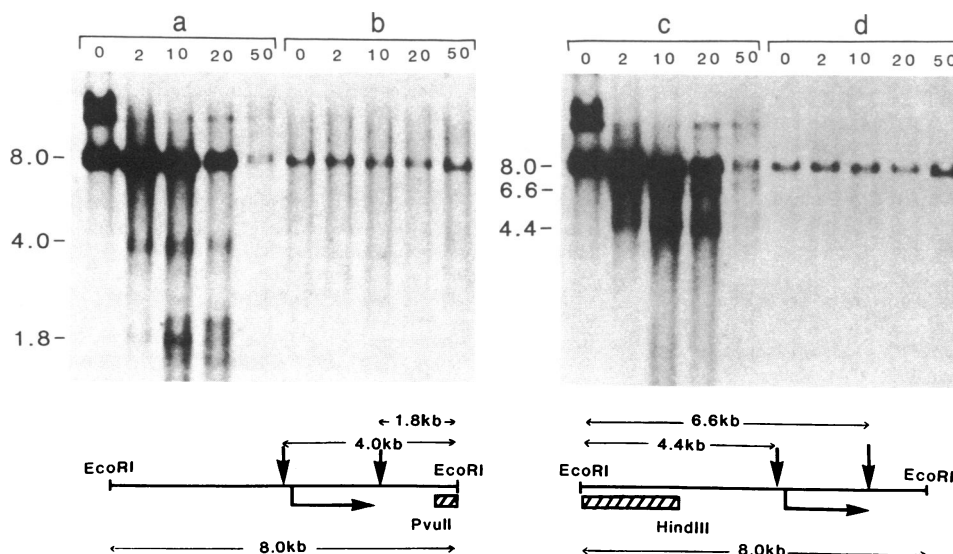 a b c d
0 2 10 20 50 0 2 10 20 50 0 2 10 20 50 0 2 10 20 50
8.0-
4.0-
1.8-
8.0-
6.6-
4.4-
1.8kb
4.0kb
EcoRI EcoRI
PvuII
8.0kb
6.6kb
4.4kb
EcoRI EcoRI
HindIII
8.0kb